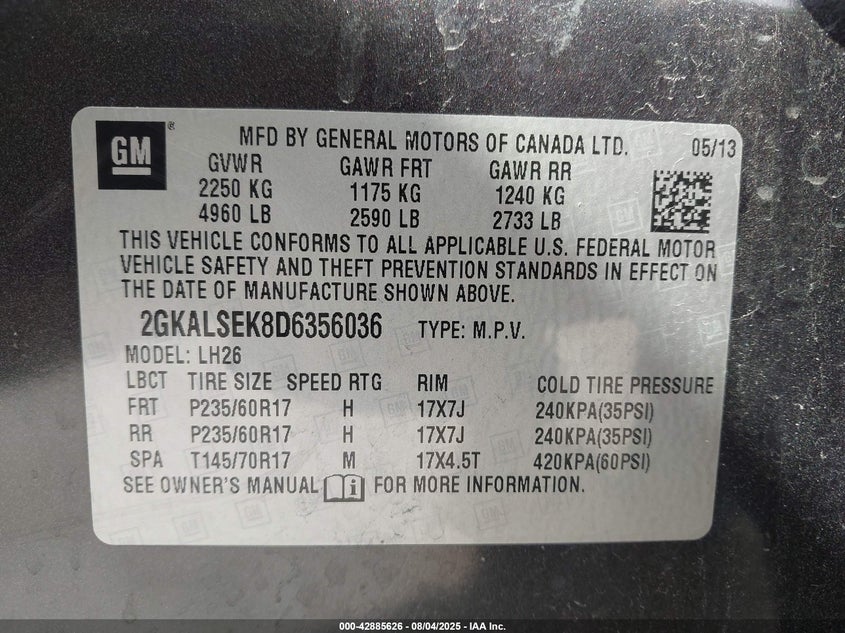 GM
MFD BY GENERAL MOTORS OF CANADA LTD. 05/13
GVWR GAWR FRT GAWR RR
2250 KG 1175 KG 1240 KG
4960 LB 2590 LB 2733 LB
THIS VEHICLE CONFORMS TO ALL APPLICABLE U.S. FEDERAL MOTOR
VEHICLE SAFETY AND THEFT PREVENTION STANDARDS IN EFFECT ON
THE DATE OF MANUFACTURE SHOWN ABOVE.
2GKALSEK8D6356036 TYPE: M.P.V.
MODEL: LH26
LBCT TIRE SIZE SPEED RTG RIM COLD TIRE PRESSURE
FRT P235/60R17 H 17X7J 240KPA(35PSI)
RR P235/60R17 H 17X7J 240KPA(35PSI)
SPA T145/70R17 M 17X4.5T 420KPA(60PSI)
SEE OWNER'S MANUAL i FOR MORE INFORMATION.
000-42885626 - 08/04/2025 - IAA Inc.